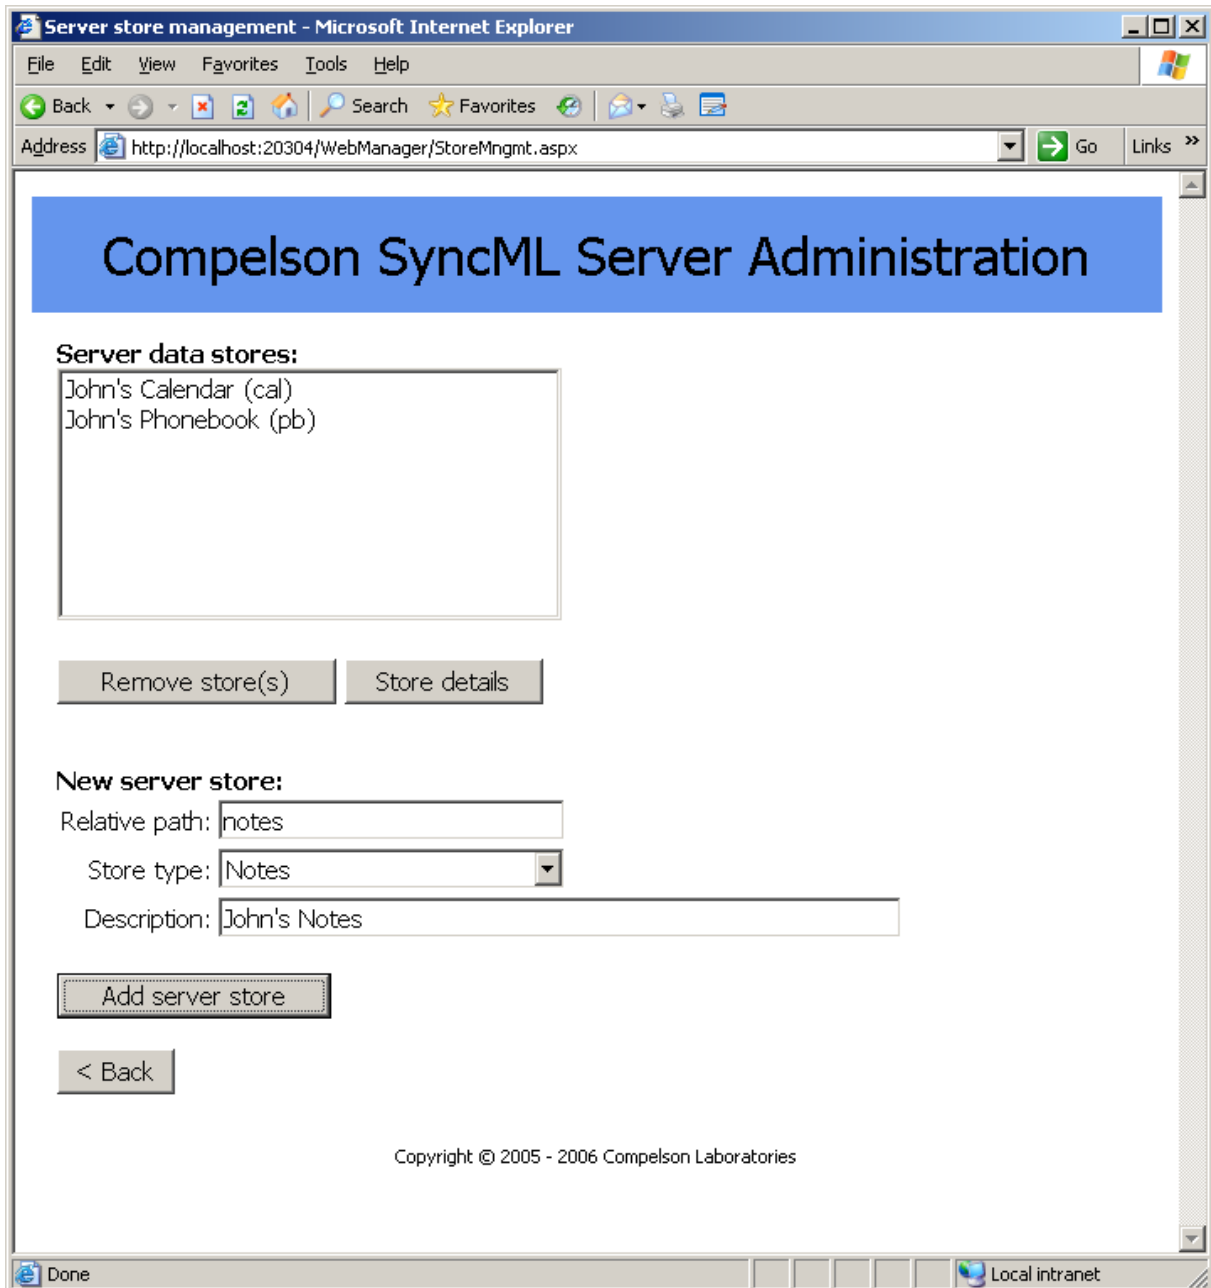 Server store management - Microsoft Internet Explorer
File Edit View Favorites Tools Help
Back Search Favorites
Address http://localhost:20304/WebManager/StoreMngmt.aspx Go Links »
Compelson SyncML Server Administration
Server data stores:
John's Calendar (cal)
John's Phonebook (pb)
Remove store(s) Store details
New server store:
Relative path: notes
Store type: Notes
Description: John's Notes
Add server store
< Back
Copyright © 2005 - 2006 Compelson Laboratories
Done Local intranet